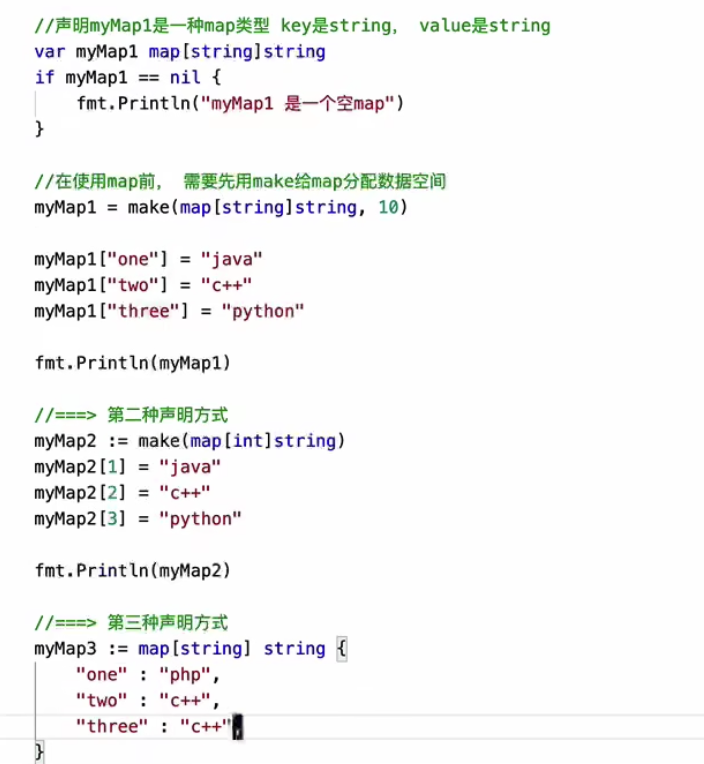 //声明myMap1是一种map类型 key是string， value是string
var myMap1 map[string]string
if myMap1 == nil {
    fmt.Println("myMap1 是一个空map")
}
//在使用map前， 需要先用make给map分配数据空间
myMap1 = make(map[string]string, 10)
myMap1["one"] = "java"
myMap1["two"] = "c++"
myMap1["three"] = "python"
fmt.Println(myMap1)
//===> 第二种声明方式
myMap2 := make(map[int]string)
myMap2[1] = "java"
myMap2[2] = "c++"
myMap2[3] = "python"
fmt.Println(myMap2)
//===> 第三种声明方式
myMap3 := map[string] string {
    "one" : "php",
    "two" : "c++",
    "three" : "c++",
}